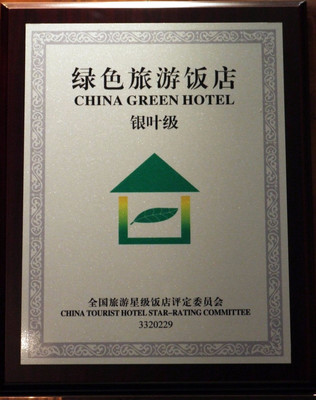 绿色旅游饭店
CHINA GREEN HOTEL
银叶级
全国旅游星级饭店评定委员会
CHINA TOURIST HOTEL STAR-RATING COMMITTEE
3320229